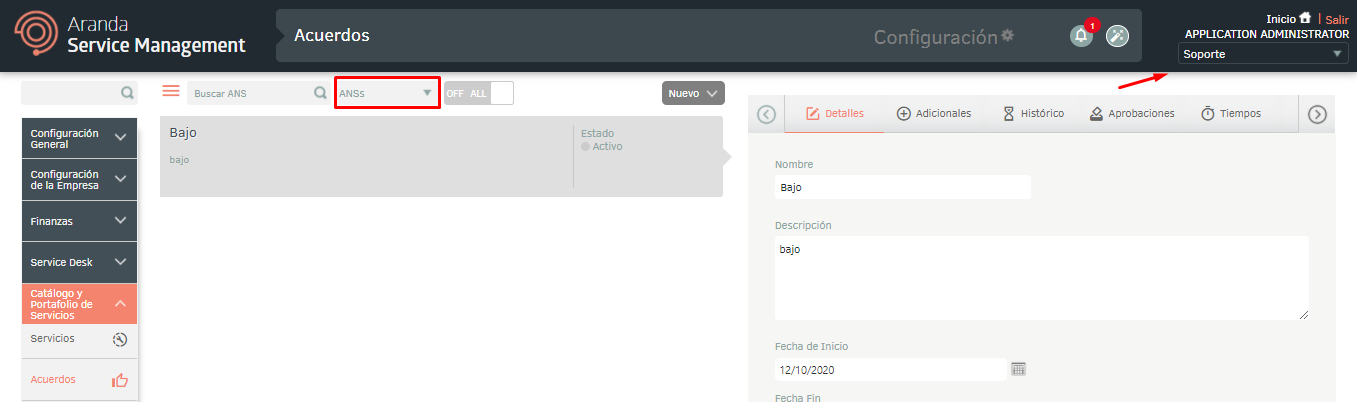 Aranda
Service Management
Acuerdos
Configuración
1
Inicio | Salir
APPLICATION ADMINISTRATOR
Soporte
Buscar ANS
ANSs
OFF ALL
Nuevo
Configuración
General
Configuración
de la Empresa
Finanzas
Service Desk
Catálogo y
Portafolio de
Servicios
Servicios
Acuerdos
Bajo
bajo
Estado
Activo
Detalles
Adicionales
Histórico
Aprobaciones
Tiempos
Nombre
Bajo
Descripción
bajo
Fecha de Inicio
12/10/2020
Fecha Fin